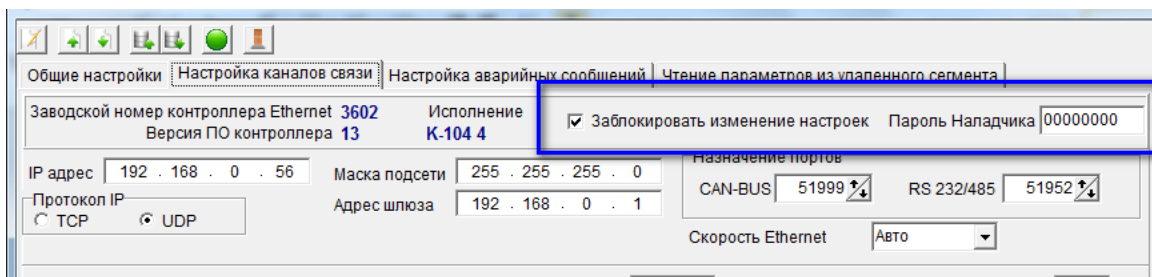 Общие настройки Настройка каналов связи Настройка аварийных сообщений Чтение параметров из удаленного сегмента
Заводской номер контроллера Ethernet 3602 Исполнение
Версия ПО контроллера 13 К-104 4
Заблокировать изменение настроек Пароль Наладчика 00000000
IP адрес 192 . 168 . 0 . 56 Маска подсети 255 . 255 . 255 . 0
Назначение портов
CAN-BUS 51999 RS 232/485 51952
Протокол IP
TCP UDP
Адрес шлюза 192 . 168 . 0 . 1
Скорость Ethernet Авто